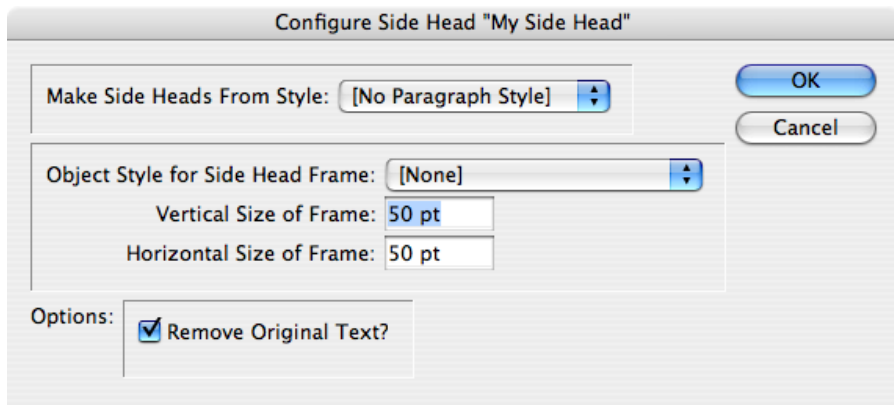 Configure Side Head "My Side Head"
Make Side Heads From Style: [No Paragraph Style]
OK
Cancel
Object Style for Side Head Frame: [None]
Vertical Size of Frame: 50 pt
Horizontal Size of Frame: 50 pt
Options:
Remove Original Text?